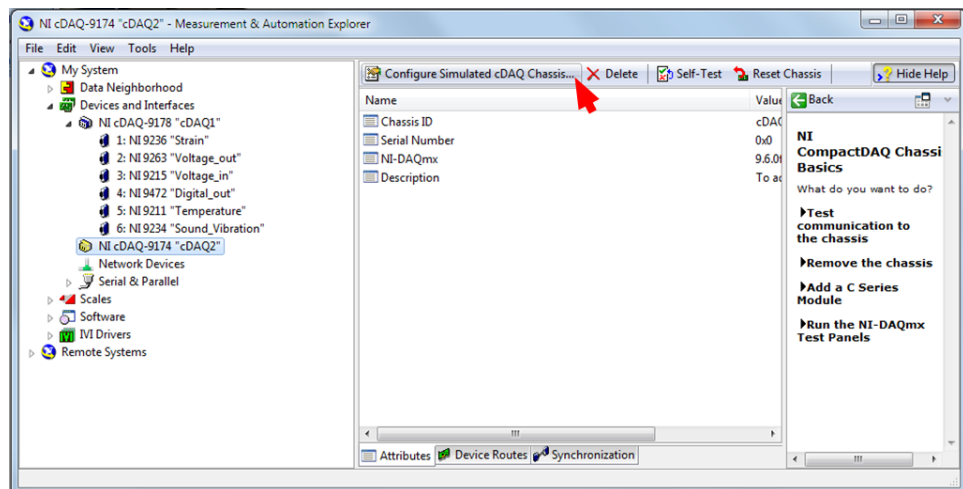 NI cDAQ-9174 "cDAQ2" - Measurement & Automation Explorer
File Edit View Tools Help
My System
Data Neighborhood
Devices and Interfaces
NI cDAQ-9178 "cDAQ1"
1: NI 9236 "Strain"
2: NI 9263 "Voltage_out"
3: NI 9215 "Voltage_in"
4: NI 9472 "Digital_out"
5: NI 9211 "Temperature"
6: NI 9234 "Sound_Vibration"
NI cDAQ-9174 "cDAQ2"
Network Devices
Serial & Parallel
Scales
Software
IVI Drivers
Remote Systems
Configure Simulated cDAQ Chassis... Delete Self-Test Reset Chassis Hide Help
Name Value
Chassis ID cDAQ
Serial Number 0x0
NI-DAQmx 9.6.0f
Description To ad
Attributes Device Routes Synchronization
Back
NI
CompactDAQ Chassi
Basics
What do you want to do?
Test
communication to
the chassis
Remove the chassis
Add a C Series
Module
Run the NI-DAQmx
Test Panels